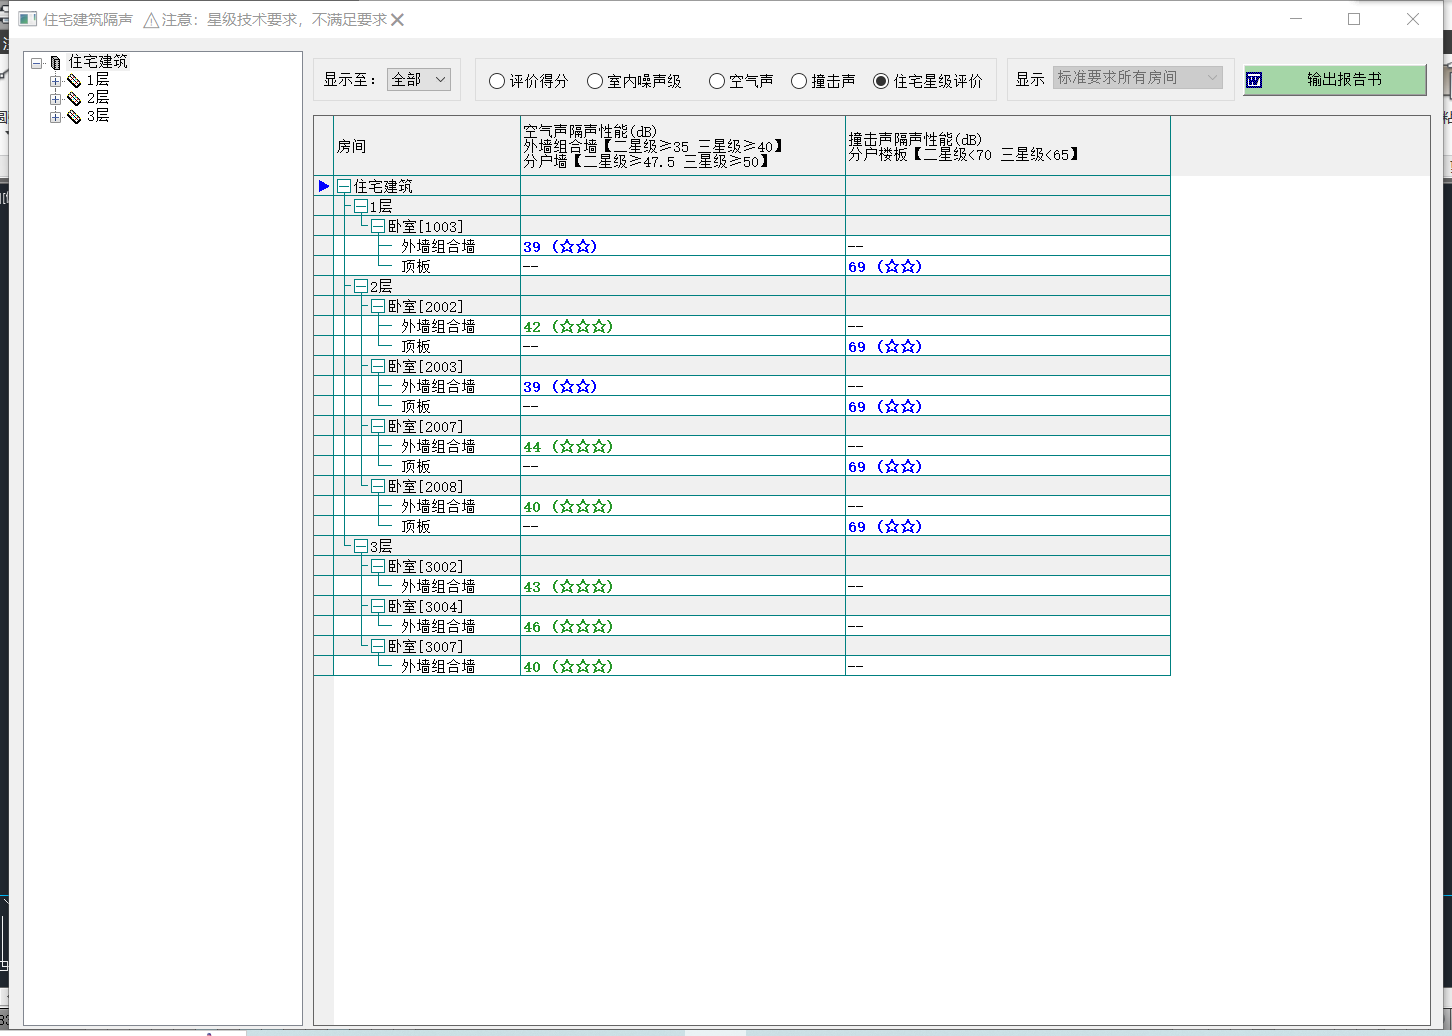 住宅建筑隔声 ⚠注意：星级技术要求，不满足要求✕
住宅建筑
1层
2层
3层
显示至： 全部
评价得分 室内噪声级 空气声 撞击声 住宅星级评价
显示 标准要求所有房间
输出报告书
房间
空气声隔声性能(dB)
外墙组合墙【二星级≥35 三星级≥40】
分户墙【二星级≥47.5 三星级≥50】
撞击声隔声性能(dB)
分户楼板【二星级<70 三星级<65】
住宅建筑
1层
卧室[1003]
外墙组合墙 39 (☆☆) --
顶板 -- 69 (☆☆)
2层
卧室[2002]
外墙组合墙 42 (☆☆☆) --
顶板 -- 69 (☆☆)
卧室[2003]
外墙组合墙 39 (☆☆) --
顶板 -- 69 (☆☆)
卧室[2007]
外墙组合墙 44 (☆☆☆) --
顶板 -- 69 (☆☆)
卧室[2008]
外墙组合墙 40 (☆☆☆) --
顶板 -- 69 (☆☆)
3层
卧室[3002]
外墙组合墙 43 (☆☆☆) --
卧室[3004]
外墙组合墙 46 (☆☆☆) --
卧室[3007]
外墙组合墙 40 (☆☆☆) --